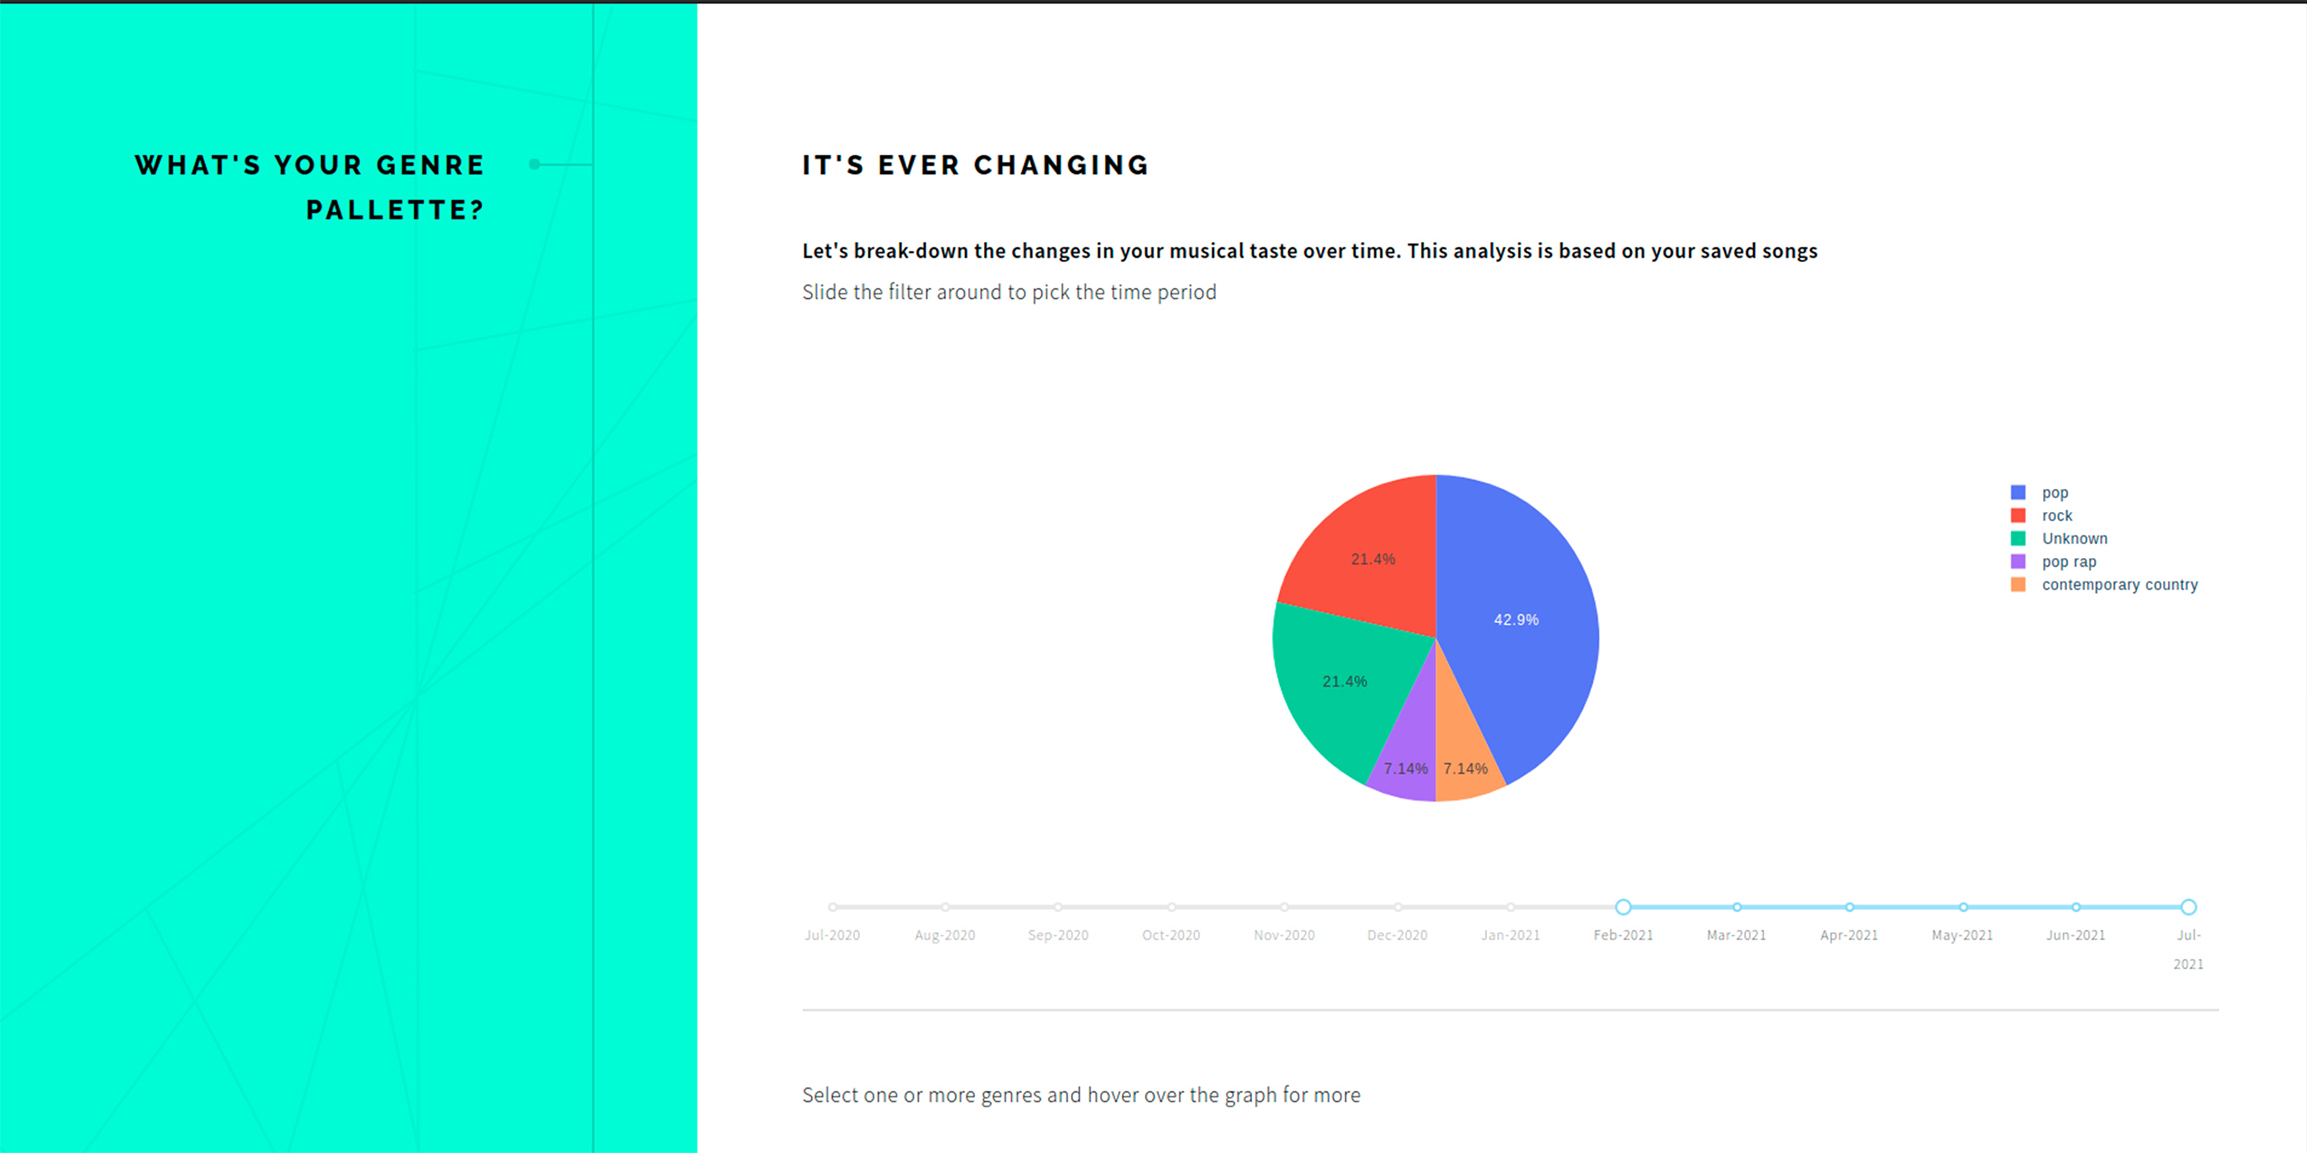 WHAT'S YOUR GENRE
PALLETTE?
IT'S EVER CHANGING
Let's break-down the changes in your musical taste over time. This analysis is based on your saved songs
Slide the filter around to pick the time period
pop
rock
Unknown
pop rap
contemporary country
21.4%
42.9%
21.4%
7.14%
7.14%
Jul-2020
Aug-2020
Sep-2020
Oct-2020
Nov-2020
Dec-2020
Jan-2021
Feb-2021
Mar-2021
Apr-2021
May-2021
Jun-2021
Jul-
2021
Select one or more genres and hover over the graph for more